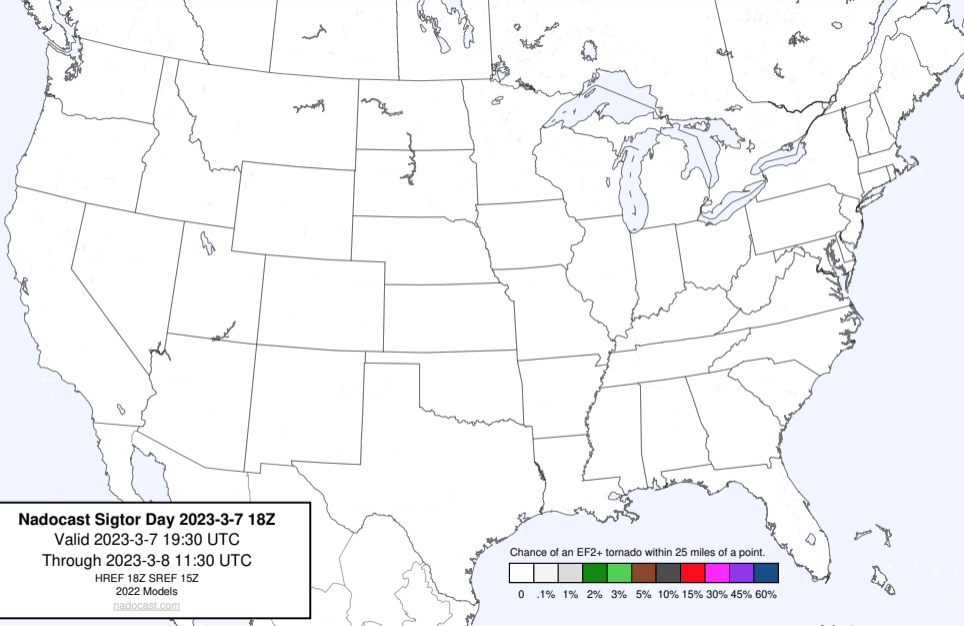 Nadocast Sigtor Day 2023-3-7 18Z
Valid 2023-3-7 19:30 UTC
Through 2023-3-8 11:30 UTC
HREF 18Z SREF 15Z
2022 Models
nadocast.com
Chance of an EF2+ tornado within 25 miles of a point.
0 .1% 1% 2% 3% 5% 10% 15% 30% 45% 60%